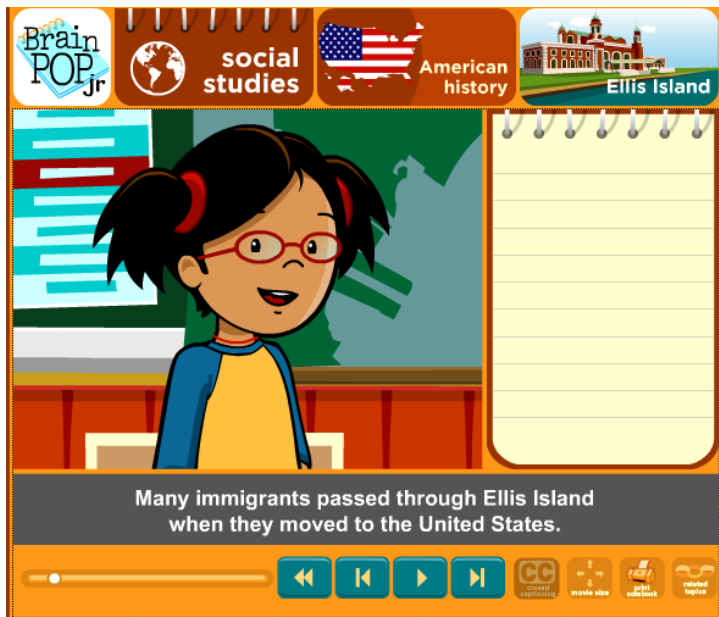 Brain
POP jr
social
studies
American
history
Ellis Island
Many immigrants passed through Ellis Island
when they moved to the United States.
CC
closed
captioning
movie size
print
notebook
related
topics